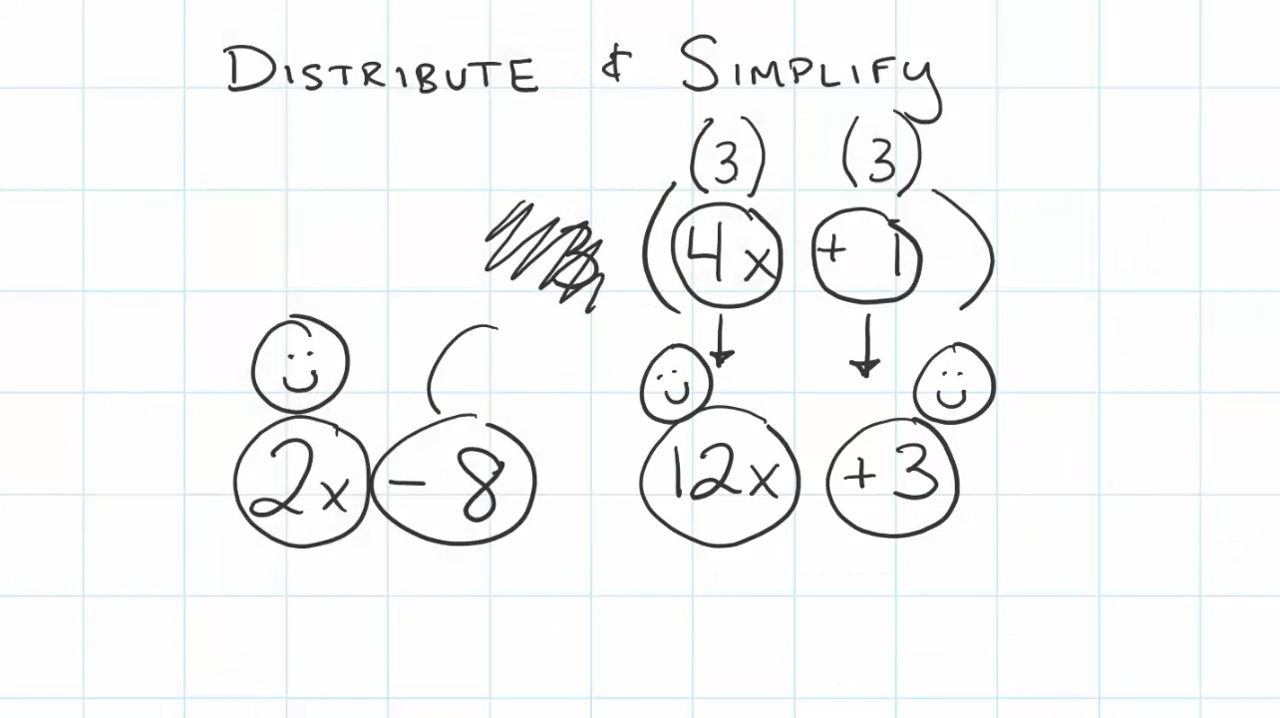 DISTRIBUTE & SIMPLIFY
(3) (3)
(4x + 1)
2x - 8 12x + 3